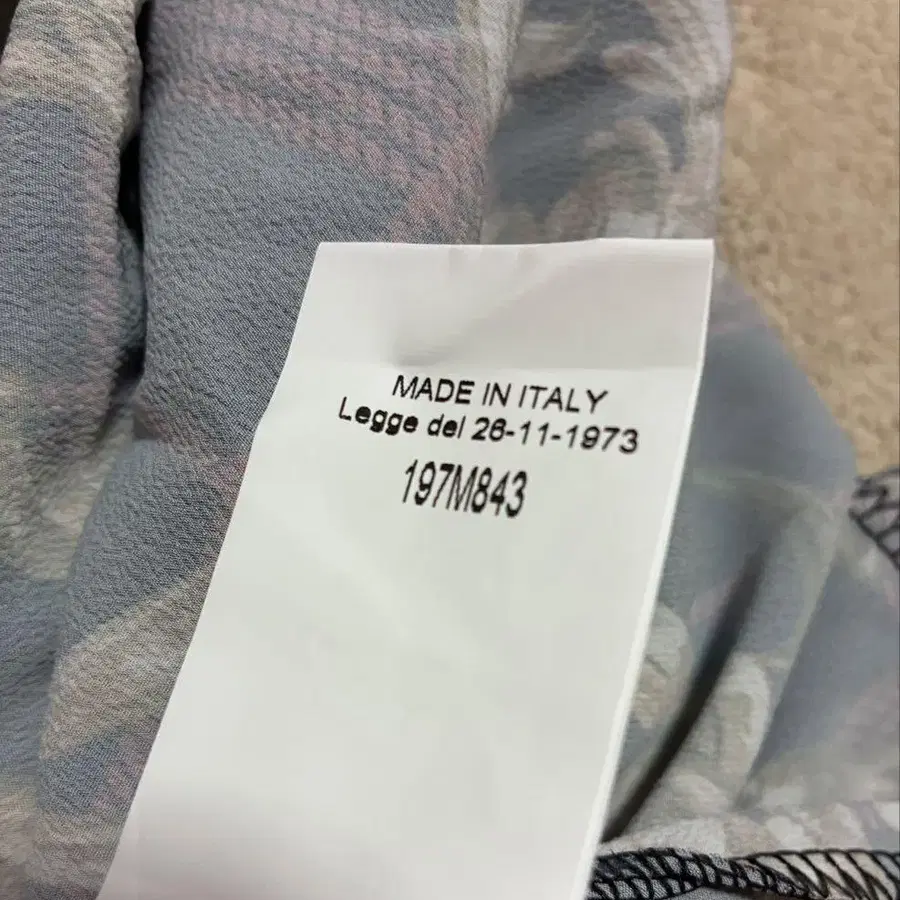 MADE IN ITALY
Legge del 26-11-1973
197M843